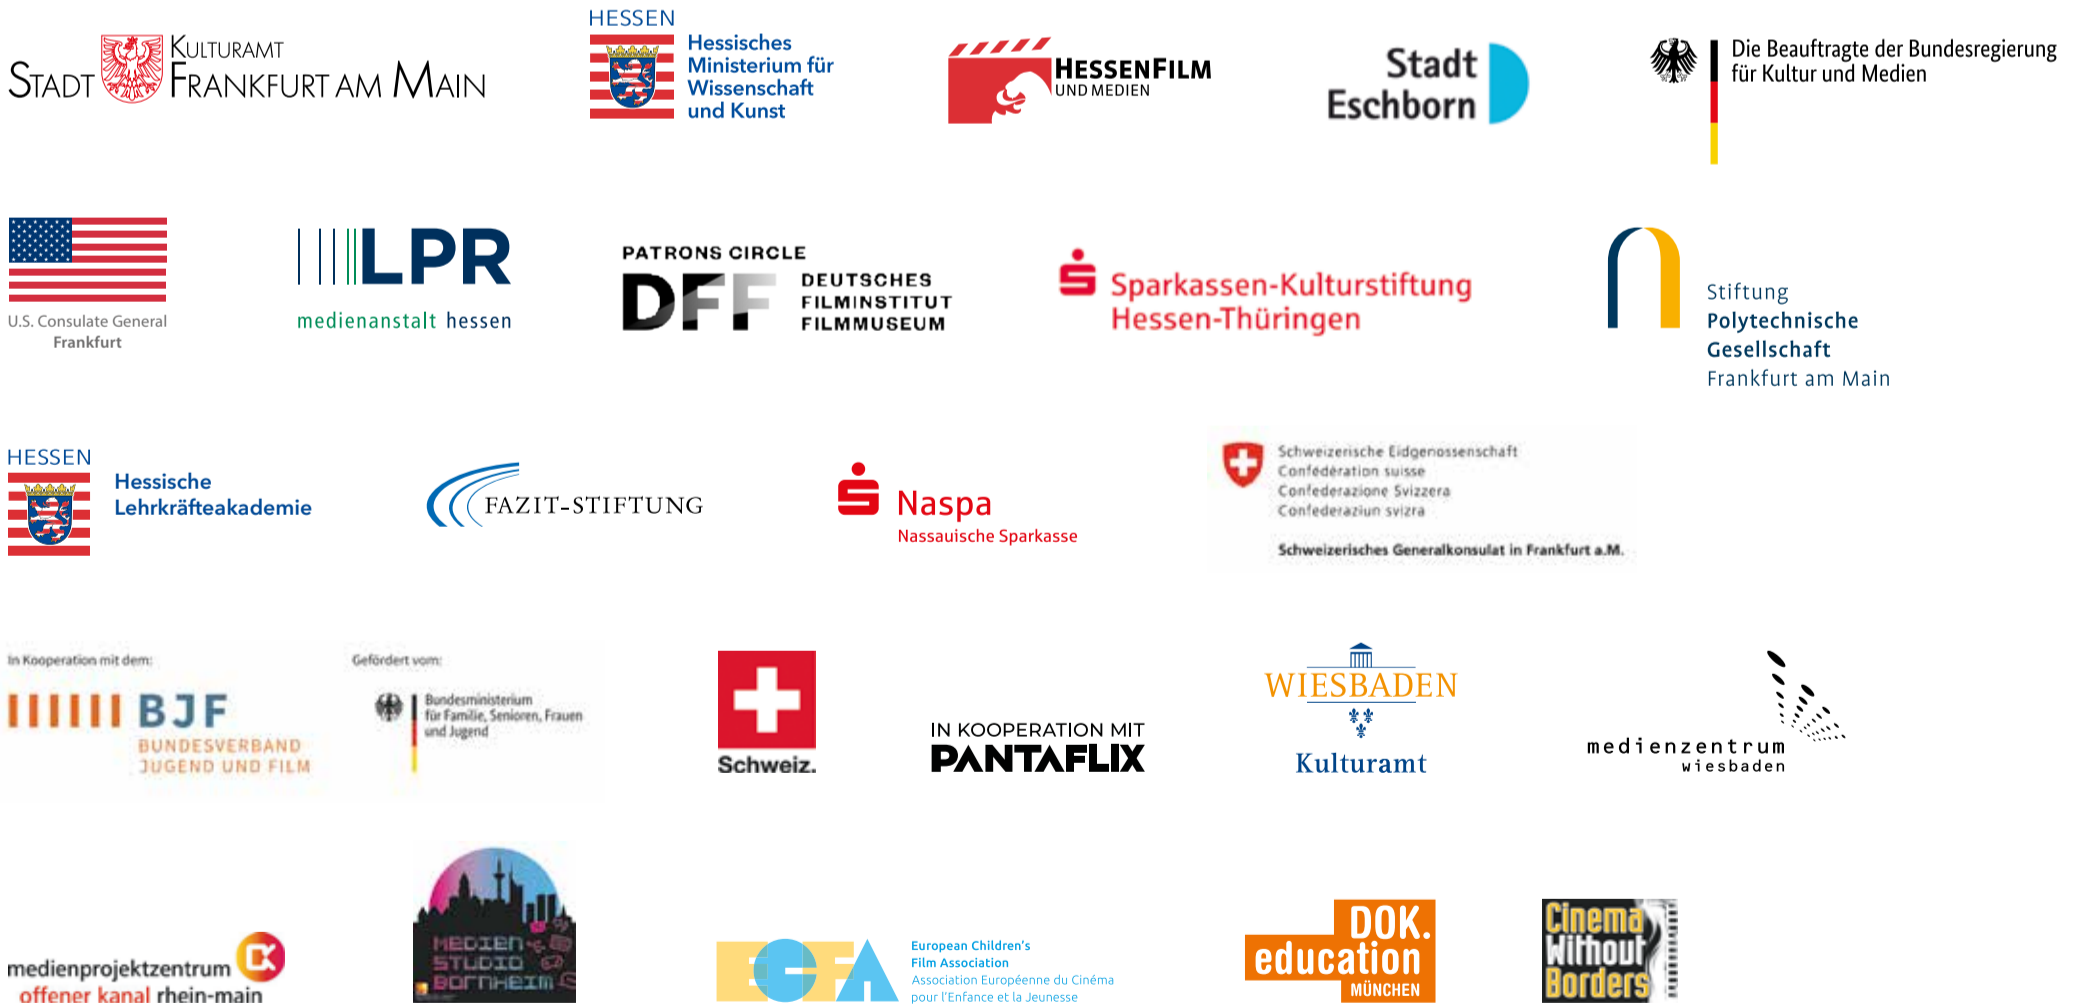 STADT KULTURAMT
FRANKFURT AM MAIN
HESSEN
Hessisches
Ministerium für
Wissenschaft
und Kunst
HESSENFILM
UND MEDIEN
Stadt
Eschborn
Die Beauftragte der Bundesregierung
für Kultur und Medien
U.S. Consulate General
Frankfurt
LPR
medienanstalt hessen
PATRONS CIRCLE
DFF
DEUTSCHES
FILMINSTITUT
FILMMUSEUM
Sparkassen-Kulturstiftung
Hessen-Thüringen
Stiftung
Polytechnische
Gesellschaft
Frankfurt am Main
HESSEN
Hessische
Lehrkräfteakademie
FAZIT-STIFTUNG
Naspa
Nassauische Sparkasse
Schweizerische Eidgenossenschaft
Confédération suisse
Confederazione Svizzera
Confederaziun svizra
Schweizerisches Generalkonsulat in Frankfurt a.M.
In Kooperation mit dem:
BJF
BUNDESVERBAND
JUGEND UND FILM
Gefördert vom:
Bundesministerium
für Familie, Senioren, Frauen
und Jugend
Schweiz.
IN KOOPERATION MIT
PANTAFLIX
WIESBADEN
Kulturamt
medienzentrum
wiesbaden
medienprojektzentrum
offener kanal rhein-main
MEDIEN
STUDIO
BORNHEIM
ECFA
European Children's
Film Association
Association Européenne du Cinéma
pour l'Enfance et la Jeunesse
DOK.
education
MÜNCHEN
Cinema
Without
Borders